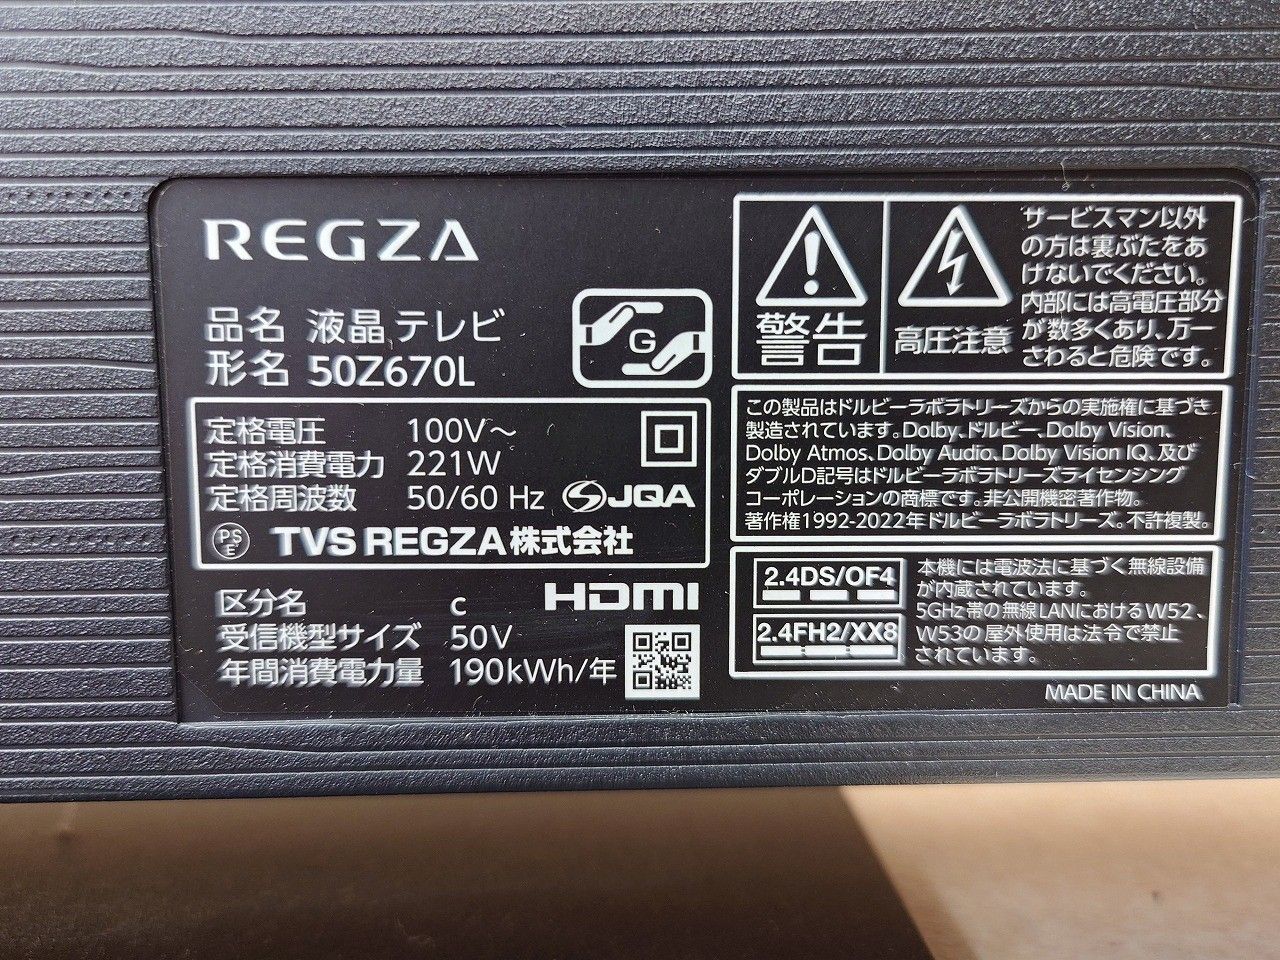 REGZA
品名 液晶テレビ
形名 50Z670L
G
定格電圧 100V～
定格消費電力 221W
定格周波数 50/60 Hz JQA
PSE TVS REGZA株式会社
区分名 c HDMI
受信機型サイズ 50V
年間消費電力量 190kWh/年
警告
高圧注意
サービスマン以外
の方は裏ぶたをあ
けないでください。
内部には高電圧部分
が数多くあり、万一
さわると危険です。
この製品はドルビーラボラトリーズからの実施権に基づき
製造されています。Dolby、ドルビー、Dolby Vision、
Dolby Atmos、Dolby Audio、Dolby Vision IQ、及び
ダブルD記号はドルビーラボラトリーズライセンシング
コーポレーションの商標です。非公開機密著作物。
著作権1992-2022年ドルビーラボラトリーズ。不許複製。
2.4DS/OF4
2.4FH2/XX8
本機には電波法に基づく無線設備
が内蔵されています。
5GHz帯の無線LANにおけるW52、
W53の屋外使用は法令で禁止
されています。
MADE IN CHINA